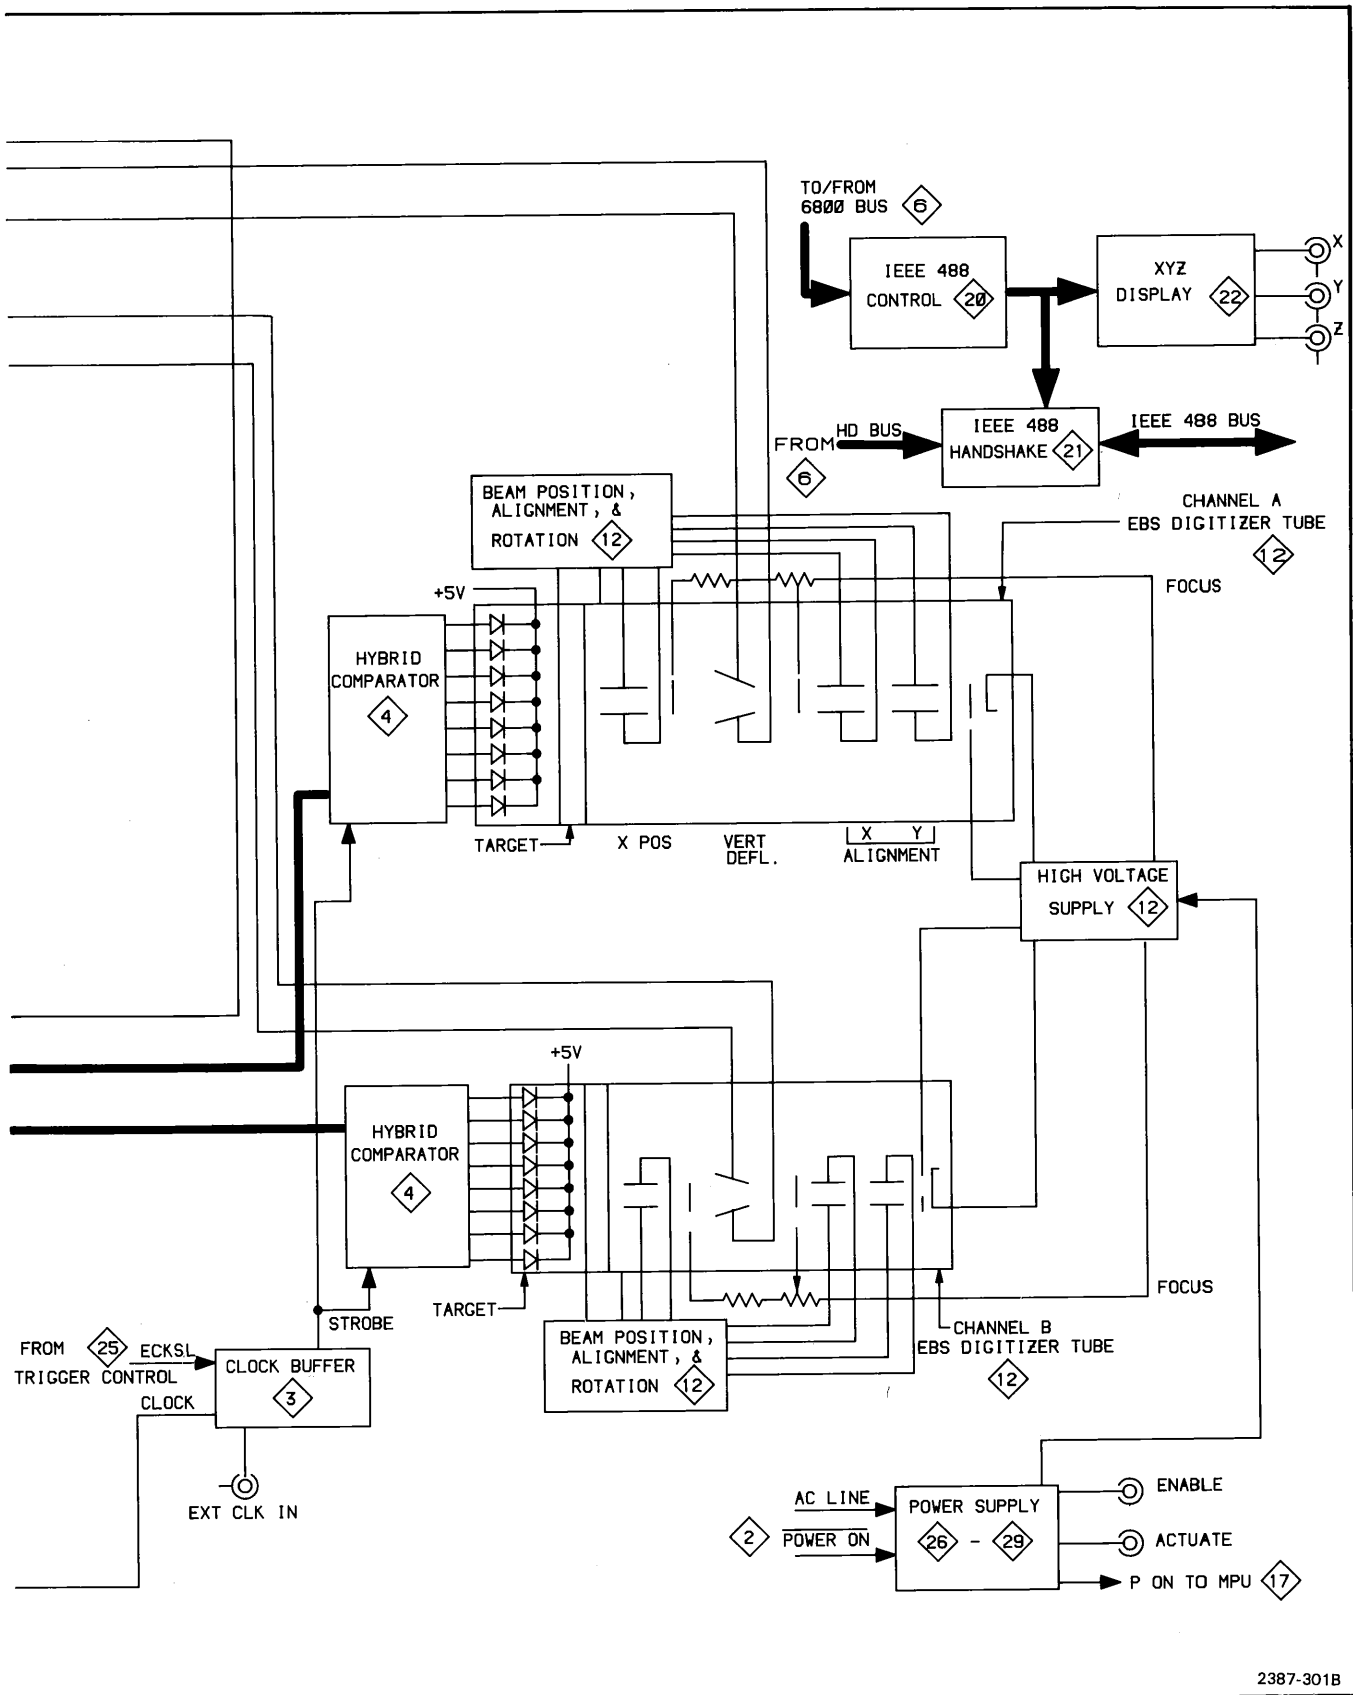 TO/FROM
6800 BUS 6
IEEE 488
CONTROL 20
XYZ
DISPLAY 22
X
Y
Z
FROM HD BUS
6
IEEE 488
HANDSHAKE 21
IEEE 488 BUS
BEAM POSITION,
ALIGNMENT, &
ROTATION 12
CHANNEL A
EBS DIGITIZER TUBE
12
FOCUS
+5V
HYBRID
COMPARATOR
4
TARGET
X POS
VERT
DEFL.
X Y
ALIGNMENT
HIGH VOLTAGE
SUPPLY 12
+5V
HYBRID
COMPARATOR
4
TARGET
STROBE
FOCUS
BEAM POSITION,
ALIGNMENT, &
ROTATION 12
CHANNEL B
EBS DIGITIZER TUBE
12
FROM 25 ECKSL
TRIGGER CONTROL
CLOCK
CLOCK BUFFER
3
EXT CLK IN
AC LINE
2 POWER ON
POWER SUPPLY
26 - 29
ENABLE
ACTUATE
P ON TO MPU 17
2387-301B